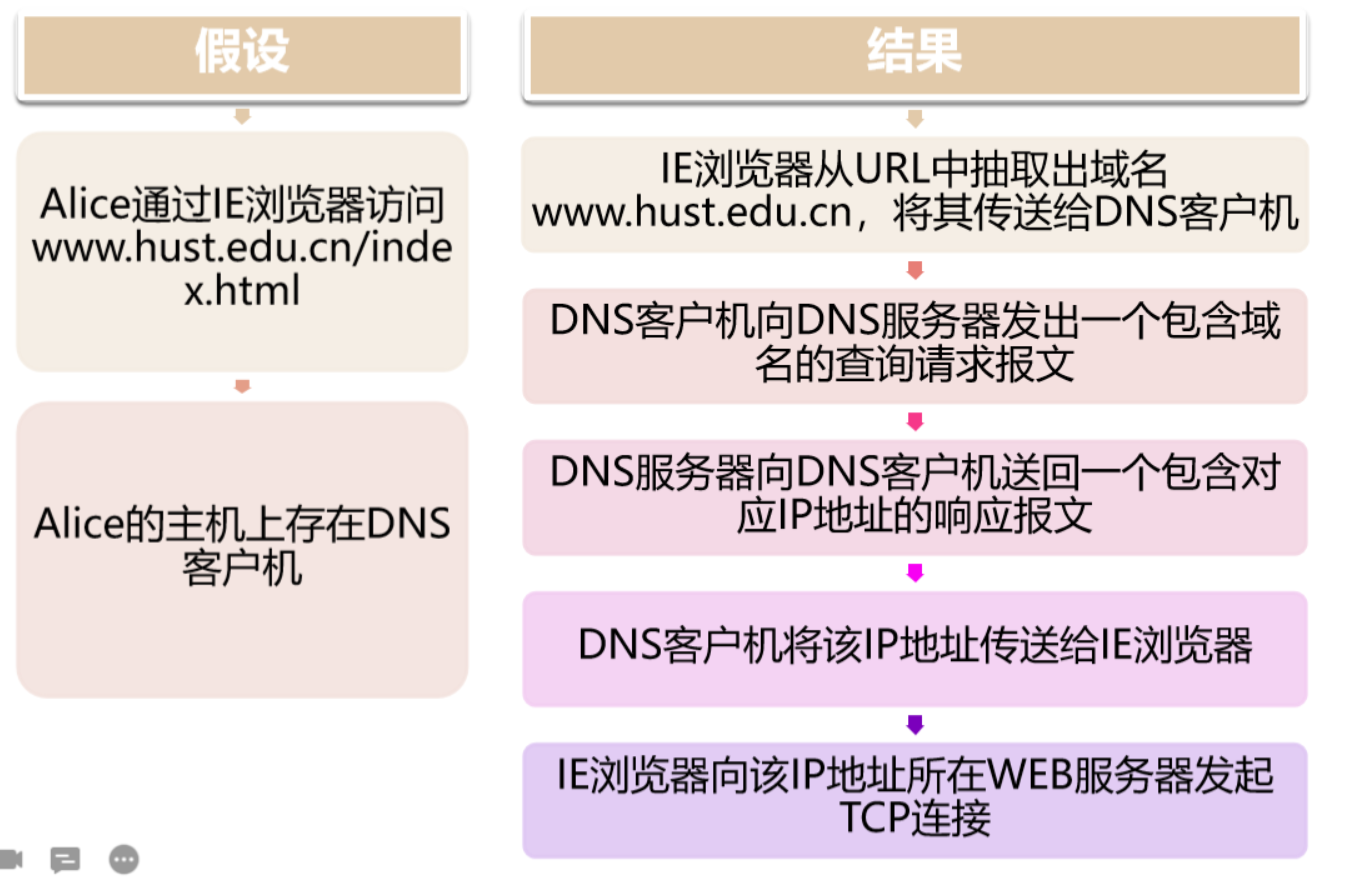 假设
Alice通过IE浏览器访问
www.hust.edu.cn/inde
x.html
Alice的主机上存在DNS
客户机
结果
IE浏览器从URL中抽取出域名
www.hust.edu.cn，将其传送给DNS客户机
DNS客户机向DNS服务器发出一个包含域
名的查询请求报文
DNS服务器向DNS客户机送回一个包含对
应IP地址的响应报文
DNS客户机将该IP地址传送给IE浏览器
IE浏览器向该IP地址所在WEB服务器发起
TCP连接